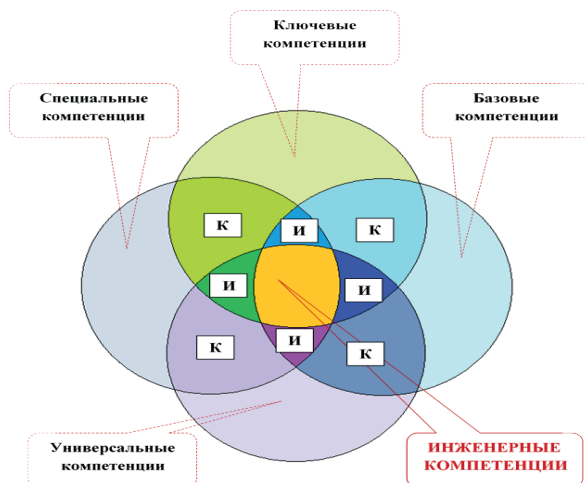 Ключевые
компетенции
Специальные
компетенции
Базовые
компетенции
К
И
К
И
И
К
И
К
Универсальные
компетенции
ИНЖЕНЕРНЫЕ
КОМПЕТЕНЦИИ